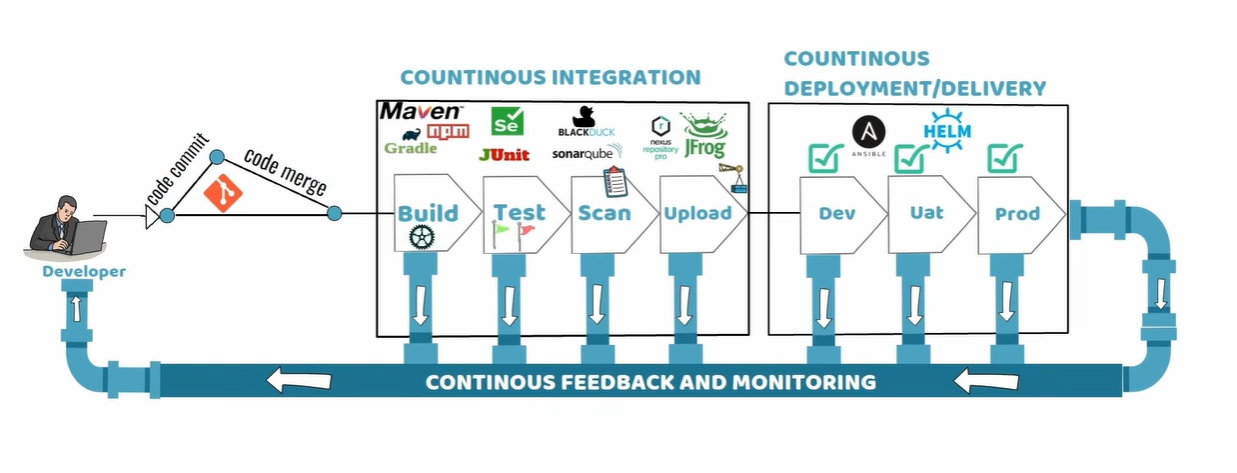 COUNTINOUS INTEGRATION
COUNTINOUS
DEPLOYMENT/DELIVERY
code commit
code merge
Developer
Maven™
npm
Gradle
Se
JUnit
BLACKDUCK
sonarqube
nexus
repository
pro
JFrog
A
ANSIBLE
HELM
Build
Test
Scan
Upload
Dev
Uat
Prod
CONTINOUS FEEDBACK AND MONITORING